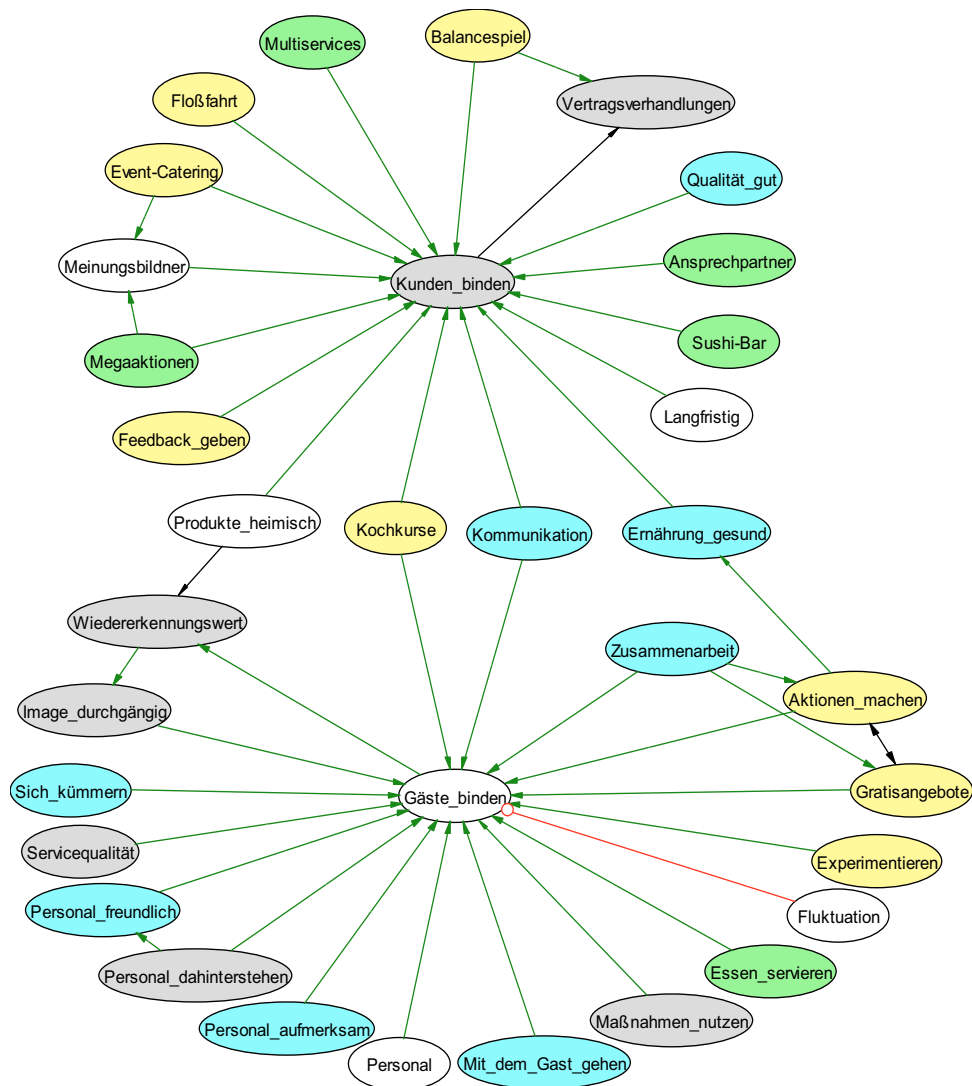 Balancespiel
Multiservices
Floßfahrt
Vertragsverhandlungen
Event-Catering
Qualität_gut
Meinungsbildner
Ansprechpartner
Kunden_binden
Sushi-Bar
Megaaktionen
Langfristig
Feedback_geben
Produkte_heimisch
Kochkurse
Kommunikation
Ernährung_gesund
Wiedererkennungswert
Zusammenarbeit
Aktionen_machen
Image_durchgängig
Sich_kümmern
Gäste_binden
Gratisangebote
Servicequalität
Experimentieren
Personal_freundlich
Fluktuation
Personal_dahinterstehen
Essen_servieren
Maßnahmen_nutzen
Personal_aufmerksam
Personal
Mit_dem_Gast_gehen